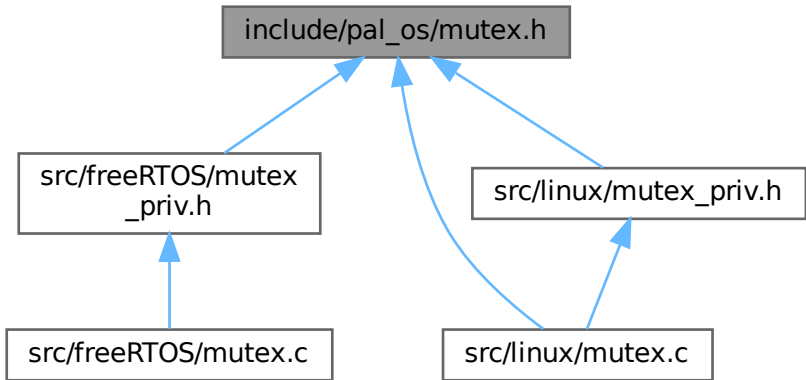 include/pal_os/mutex.h
src/freeRTOS/mutex
_priv.h
src/linux/mutex_priv.h
src/freeRTOS/mutex.c
src/linux/mutex.c